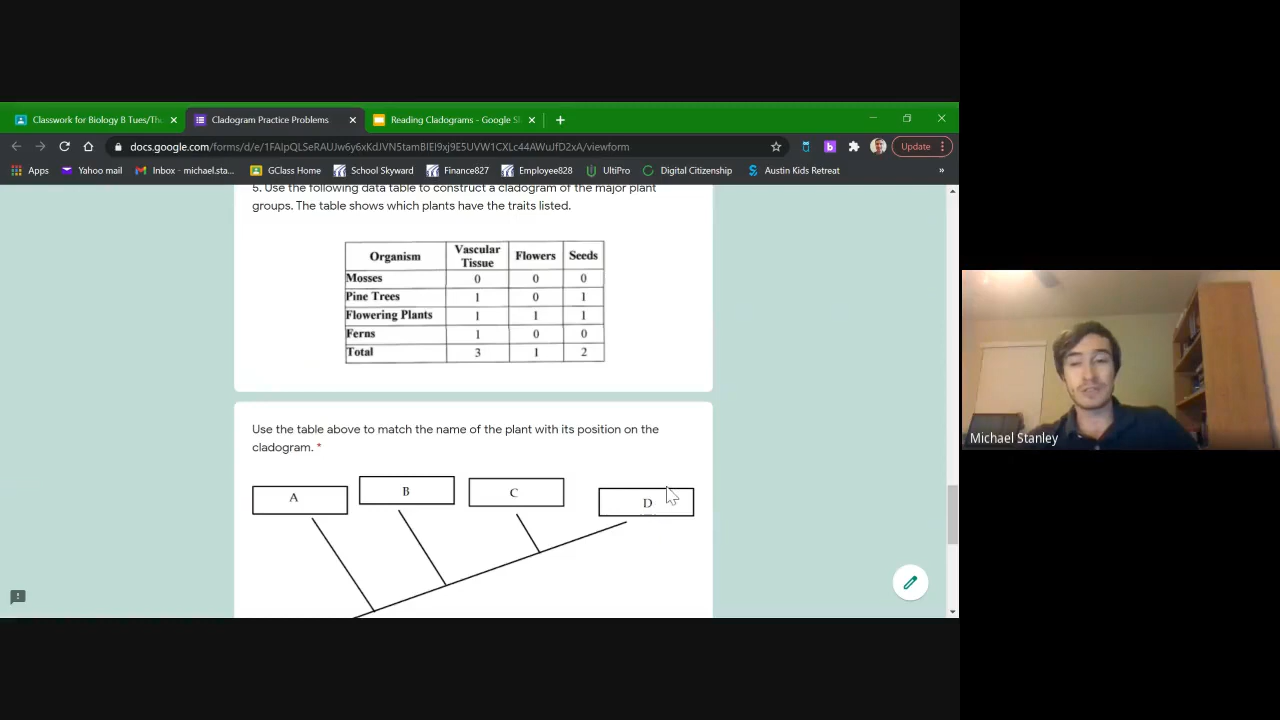 Classwork for Biology B Tues/Th
Cladogram Practice Problems
Reading Cladograms - Google Sl
docs.google.com/forms/d/e/
Update
Apps
Yahoo mail
Inbox - michael.sta...
GClass Home
School Skyward
Finance827
Employee828
UltiPro
Digital Citizenship
Austin Kids Retreat
»
5. Use the following data table to construct a cladogram of the major plant
groups. The table shows which plants have the traits listed.
Organism Vascular Tissue Flowers Seeds
Mosses 0 0 0
Pine Trees 1 0 1
Flowering Plants 1 1 1
Ferns 1 0 0
Total 3 1 2
Use the table above to match the name of the plant with its position on the
cladogram. *
A B C D
Michael Stanley